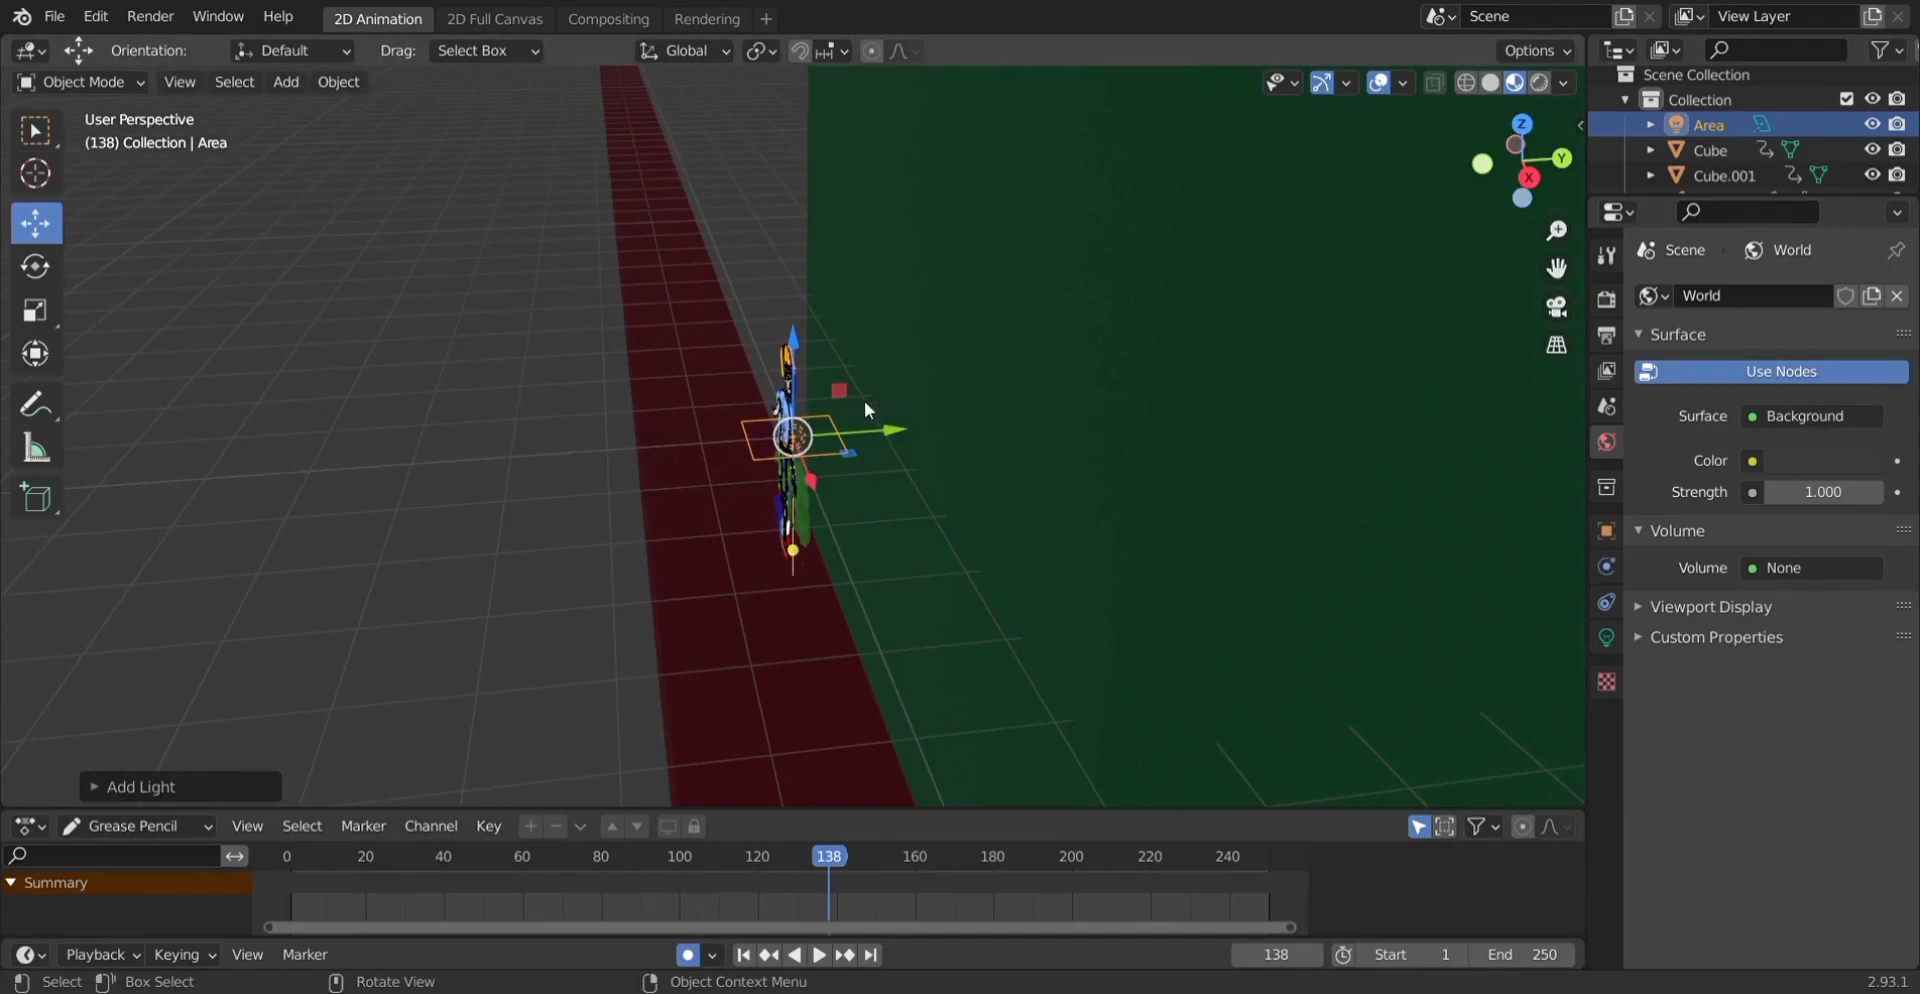 File Edit Render Window Help 2D Animation 2D Full Canvas Compositing Rendering + Scene View Layer
Orientation: Default Drag: Select Box Global Options
Object Mode View Select Add Object
User Perspective
(138) Collection | Area
Z
Y
X
Scene Collection
Collection
Area
Cube
Cube.001
Scene World
World
Surface
Use Nodes
Surface Background
Color
Strength 1.000
Volume
Volume None
Viewport Display
Custom Properties
Add Light
Grease Pencil View Select Marker Channel Key
0 20 40 60 80 100 120 138 160 180 200 220 240
Summary
Playback Keying View Marker 138 Start 1 End 250
Select Box Select Rotate View Object Context Menu 2.93.1